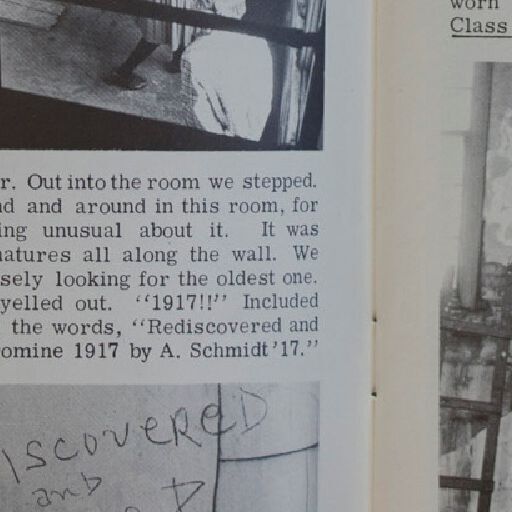 r. Out into the room we stepped.
nd and around in this room, for
ing unusual about it. It was
natures all along the wall. We
sely looking for the oldest one.
yelled out. "1917!!" Included
the words, "Rediscovered and
omine 1917 by A. Schmidt '17."
ISCOVERED
and
worn
Class